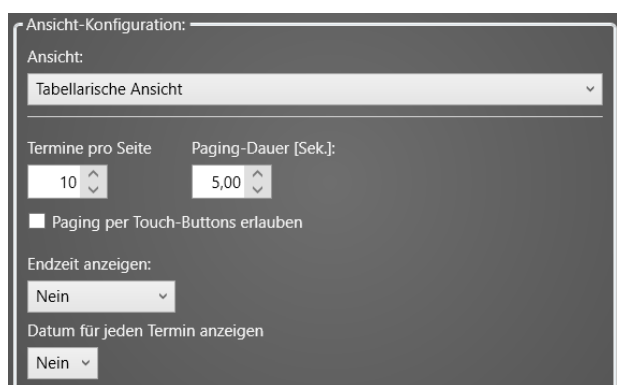 Ansicht-Konfiguration:
Ansicht:
Tabellarische Ansicht
Termine pro Seite Paging-Dauer [Sek.]:
10 5,00
Paging per Touch-Buttons erlauben
Endzeit anzeigen:
Nein
Datum für jeden Termin anzeigen
Nein